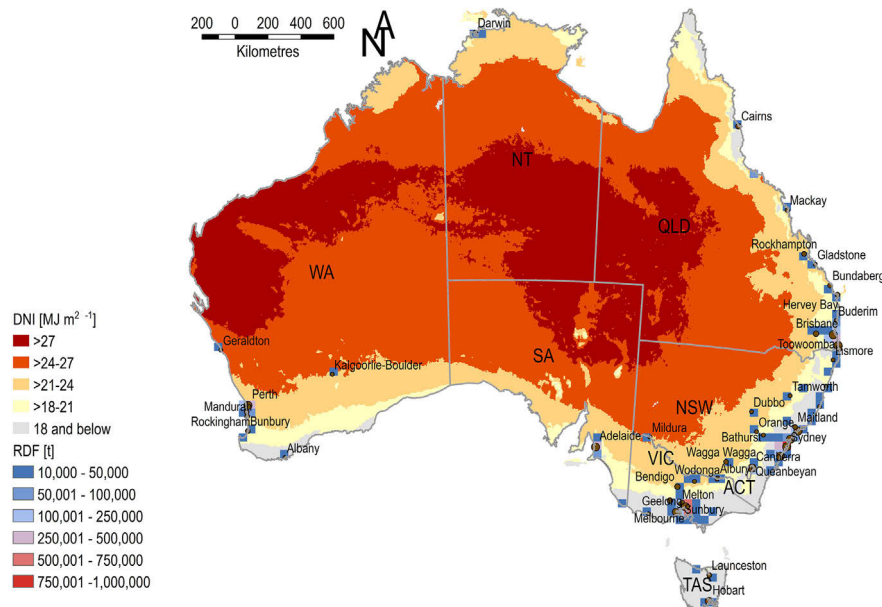 200 0 200 400 600
Kilometres
N
Darwin
Cairns
NT
Mackay
QLD
Rockhampton
Gladstone
WA
Bundaberg
Hervey Bay
Buderim
DNI [MJ m⁻²⁻¹]
>27
>24-27
>21-24
>18-21
18 and below
RDF [t]
10,000 - 50,000
50,001 - 100,000
100,001 - 250,000
250,001 - 500,000
500,001 - 750,000
750,001 -1,000,000
Brisbane
Toowoomba
Lismore
Geraldton
SA
Kalgoorlie-Boulder
Tamworth
Perth
Mandurah
Rockingham
Bunbury
NSW
Dubbo
Maitland
Orange
Albany
Adelaide
Mildura
Bathurst
Sydney
VIC
Wagga Wagga
Canberra
Bendigo
Wodonga
Albury
Queanbeyan
ACT
Geelong
Melton
Sunbury
Melbourne
Launceston
TAS
Hobart